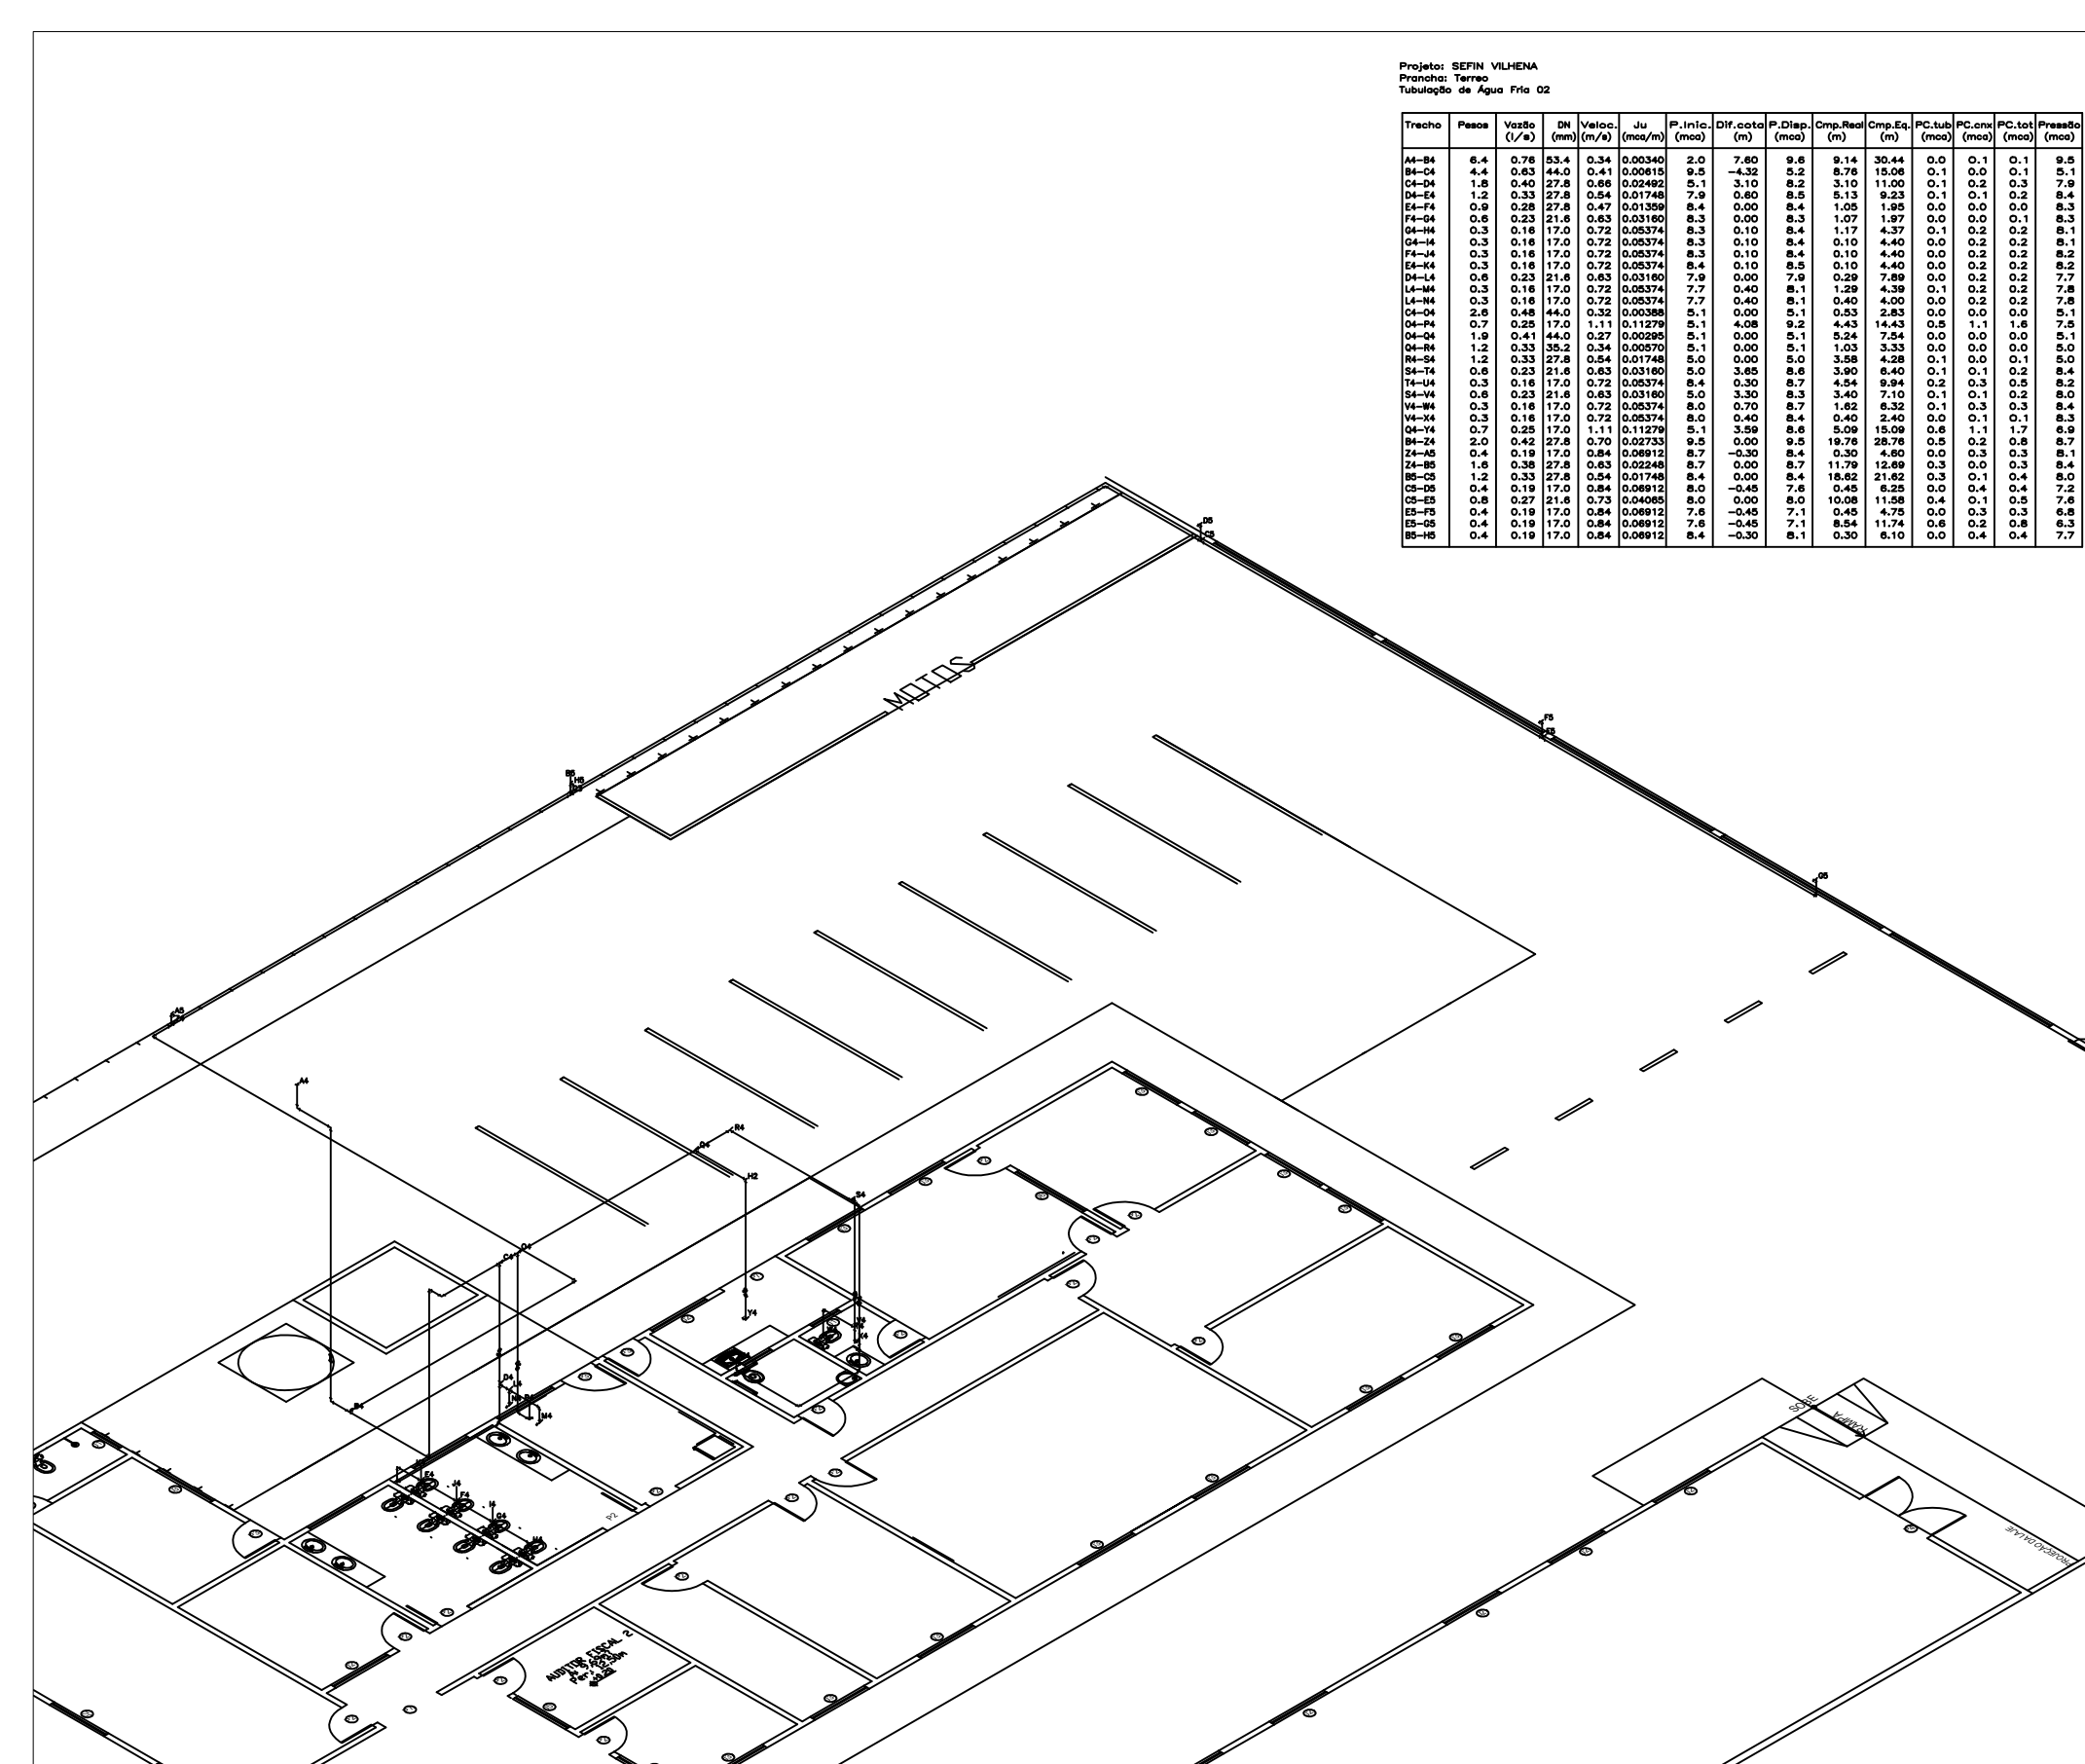 Projeto: SEFIN VILHENA
Prancha: Terreo
Tubulação de Água Fria 02
Trecho Pesos Vazão (l/s) DN (mm) Veloc. (m/s) Ju (mca/m) P.Inic. (mca) Dif.cota (m) P.Disp. (mca) Cmp.Real (m) Cmp.Eq. (m) PC.tub (mca) PC.cnx (mca) PC.tot (mca) Pressão (mca)
A4-B4 6.4 0.76 53.4 0.34 0.00340 2.0 7.60 9.6 9.14 30.44 0.0 0.1 0.1 9.5
B4-C4 4.4 0.63 44.0 0.41 0.00615 9.5 -4.32 5.2 8.76 15.06 0.1 0.0 0.1 5.1
C4-D4 1.8 0.40 27.8 0.66 0.02492 5.1 3.10 8.2 3.10 11.00 0.1 0.2 0.3 7.9
D4-E4 1.2 0.33 27.8 0.54 0.01748 7.9 0.60 8.5 5.13 9.23 0.1 0.1 0.2 8.4
E4-F4 0.9 0.28 27.8 0.47 0.01359 8.4 0.00 8.4 1.05 1.95 0.0 0.0 0.0 8.3
F4-G4 0.6 0.23 21.6 0.63 0.03160 8.3 0.00 8.3 1.07 1.97 0.0 0.0 0.1 8.3
G4-H4 0.3 0.16 17.0 0.72 0.05374 8.3 0.10 8.4 1.17 4.37 0.1 0.2 0.2 8.1
G4-I4 0.3 0.16 17.0 0.72 0.05374 8.3 0.10 8.4 0.10 4.40 0.0 0.2 0.2 8.1
F4-J4 0.3 0.16 17.0 0.72 0.05374 8.3 0.10 8.4 0.10 4.40 0.0 0.2 0.2 8.2
E4-K4 0.3 0.16 17.0 0.72 0.05374 8.4 0.10 8.5 0.10 4.40 0.0 0.2 0.2 8.2
D4-L4 0.6 0.23 21.6 0.63 0.03160 7.9 0.00 7.9 0.29 7.89 0.0 0.2 0.2 7.7
L4-M4 0.3 0.16 17.0 0.72 0.05374 7.7 0.40 8.1 1.29 4.39 0.1 0.2 0.2 7.8
L4-N4 0.3 0.16 17.0 0.72 0.05374 7.7 0.40 8.1 0.40 4.00 0.0 0.2 0.2 7.8
C4-O4 2.6 0.48 44.0 0.32 0.00388 5.1 0.00 5.1 0.53 2.83 0.0 0.0 0.0 5.1
O4-P4 0.7 0.25 17.0 1.11 0.11279 5.1 4.08 9.2 4.43 14.43 0.5 1.1 1.6 7.5
O4-Q4 1.9 0.41 44.0 0.27 0.00295 5.1 0.00 5.1 5.24 7.54 0.0 0.0 0.0 5.1
Q4-R4 1.2 0.33 35.2 0.34 0.00570 5.1 0.00 5.1 1.03 3.33 0.0 0.0 0.0 5.0
R4-S4 1.2 0.33 27.8 0.54 0.01748 5.0 0.00 5.0 3.58 4.28 0.1 0.0 0.1 5.0
S4-T4 0.6 0.23 21.6 0.63 0.03160 5.0 3.65 8.6 3.90 6.40 0.1 0.1 0.2 8.4
T4-U4 0.3 0.16 17.0 0.72 0.05374 8.4 0.30 8.7 4.54 9.94 0.2 0.3 0.5 8.2
S4-V4 0.6 0.23 21.6 0.63 0.03160 5.0 3.30 8.3 3.40 7.10 0.1 0.1 0.2 8.0
V4-W4 0.3 0.16 17.0 0.72 0.05374 8.0 0.70 8.7 1.62 6.32 0.1 0.3 0.3 8.4
V4-X4 0.3 0.16 17.0 0.72 0.05374 8.0 0.40 8.4 0.40 2.40 0.0 0.1 0.1 8.3
Q4-Y4 0.7 0.25 17.0 1.11 0.11279 5.1 3.59 8.6 5.09 15.09 0.6 1.1 1.7 6.9
B4-Z4 2.0 0.42 27.8 0.70 0.02733 9.5 0.00 9.5 19.76 28.76 0.5 0.2 0.8 8.7
Z4-A5 0.4 0.19 17.0 0.84 0.06912 8.7 -0.30 8.4 0.30 4.60 0.0 0.3 0.3 8.1
Z4-B5 1.6 0.38 27.8 0.63 0.02248 8.7 0.00 8.7 11.79 12.69 0.3 0.0 0.3 8.4
B5-C5 1.2 0.33 27.8 0.54 0.01748 8.4 0.00 8.4 18.62 21.62 0.3 0.1 0.4 8.0
C5-D5 0.4 0.19 17.0 0.84 0.06912 8.0 -0.45 7.6 0.45 6.25 0.0 0.4 0.4 7.2
C5-E5 0.8 0.27 21.6 0.73 0.04065 8.0 0.00 8.0 10.08 11.58 0.4 0.1 0.5 7.6
E5-F5 0.4 0.19 17.0 0.84 0.06912 7.6 -0.45 7.1 0.45 4.75 0.0 0.3 0.3 6.8
E5-G5 0.4 0.19 17.0 0.84 0.06912 7.6 -0.45 7.1 8.54 11.74 0.6 0.2 0.8 6.3
B5-H5 0.4 0.19 17.0 0.84 0.06912 8.4 -0.30 8.1 0.30 6.10 0.0 0.4 0.4 7.7
D5
C5
MOTOS
F5
E5
B5
H5
G5
A5
A4
R4
Q4
H2
S4
O4
C4
Y4
X4
D4
L4
M4
B4
E4
J4
F4
I4
G4
H4
P2
SOBE
RAMPA
PROJEÇÃO DA LAJE
AUDITOR FISCAL 2